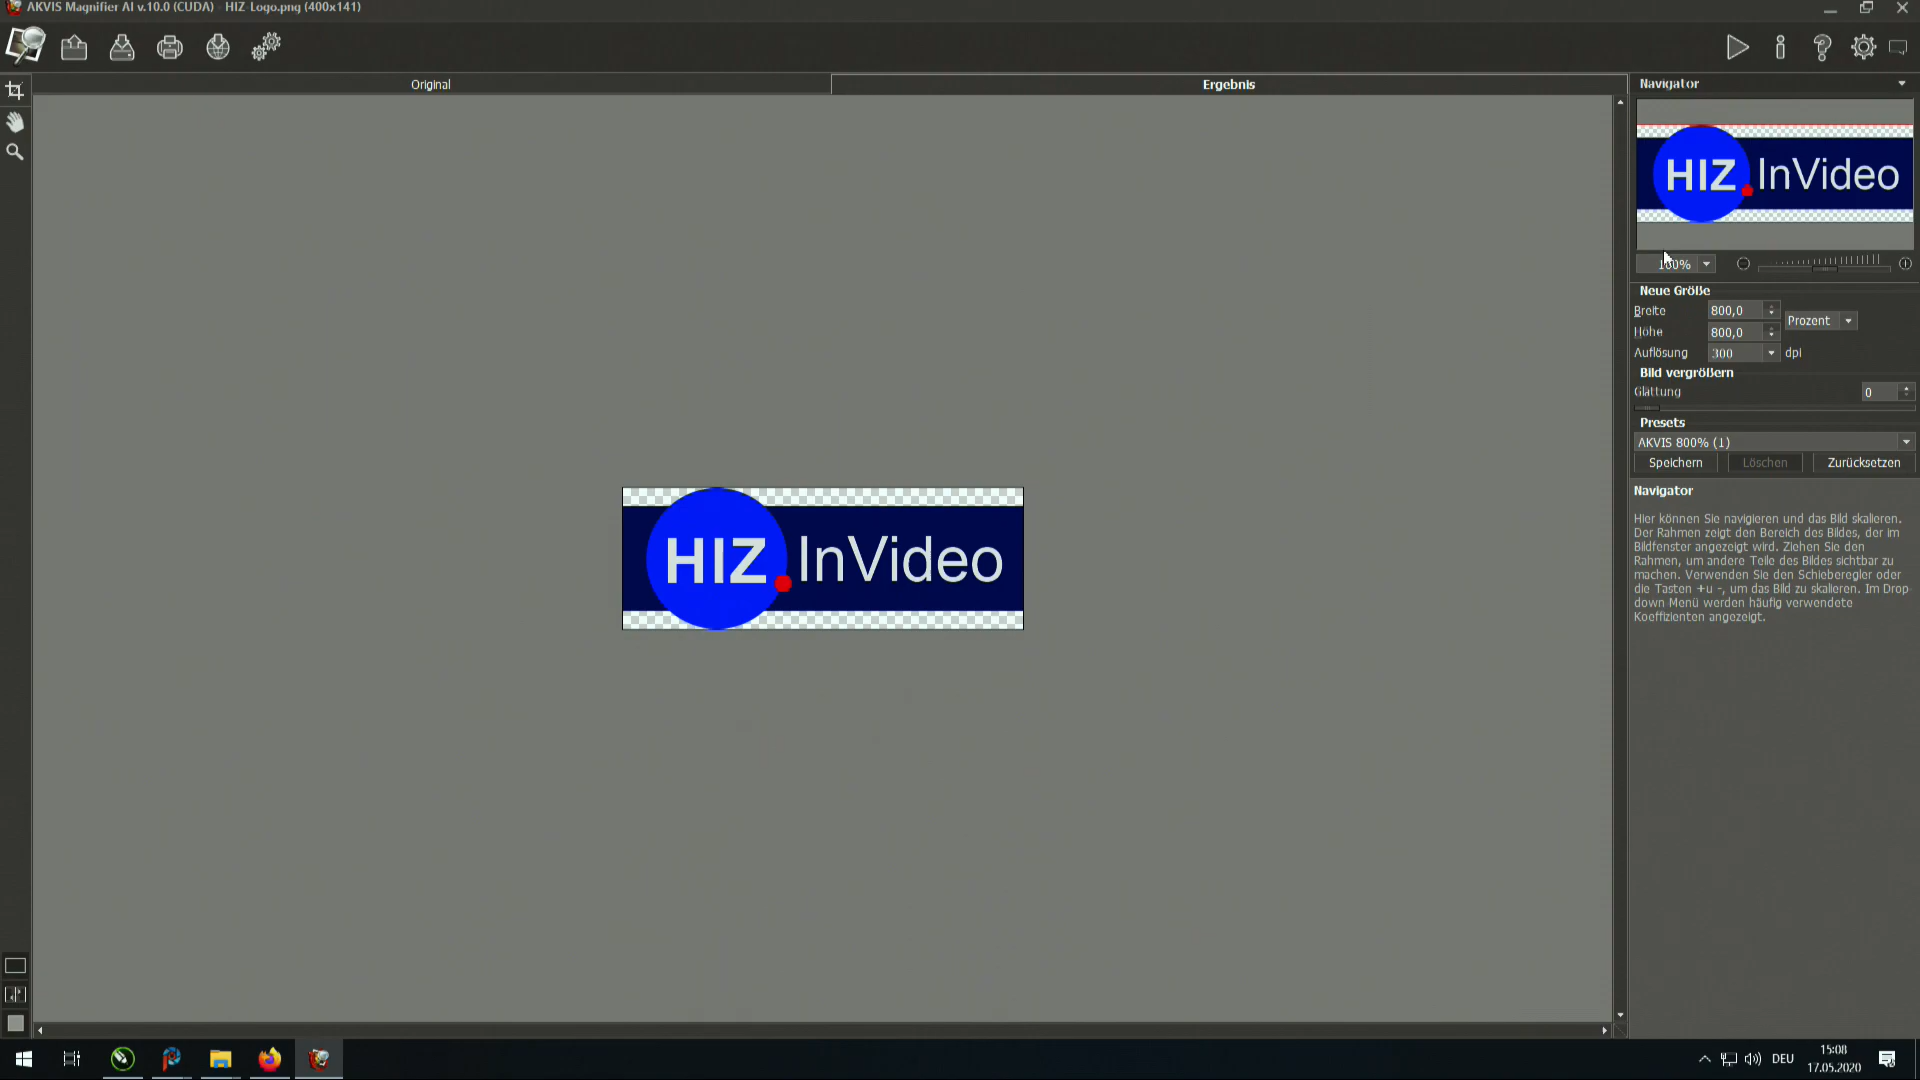 AKVIS Magnifier AI v.10.0 (CUDA) - HIZ-Logo.png (400x141)
Original
Ergebnis
Navigator
HIZ. InVideo
100%
Neue Größe
Breite 800,0
Prozent
Höhe 800,0
Auflösung 300 dpi
Bild vergrößern
Glättung 0
Presets
AKVIS 800% (1)
Speichern Löschen Zurücksetzen
Navigator
Hier können Sie navigieren und das Bild skalieren.
Der Rahmen zeigt den Bereich des Bildes, der im
Bildfenster angezeigt wird. Ziehen Sie den
Rahmen, um andere Teile des Bildes sichtbar zu
machen. Verwenden Sie den Schieberegler oder
die Tasten +u -, um das Bild zu skalieren. Im Drop-
down Menü werden häufig verwendete
Koeffizienten angezeigt.
HIZ. InVideo
DEU
15:08
17.05.2020